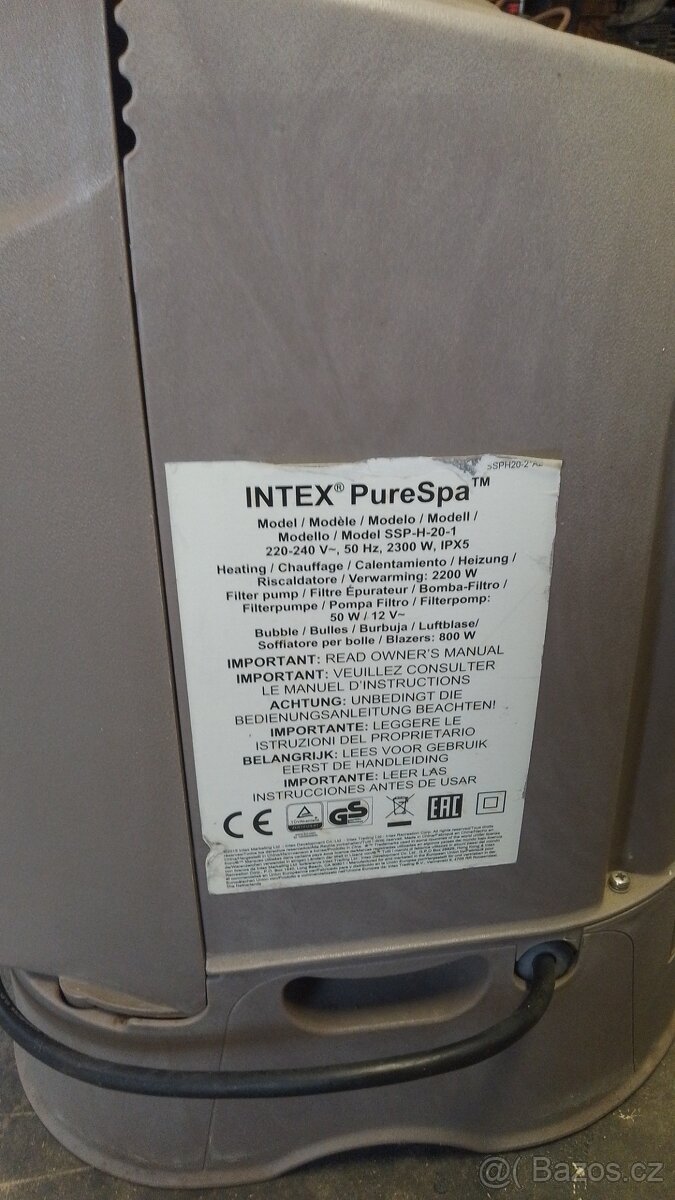 SSPH20-2*A2
INTEX® PureSpa™
Model / Modèle / Modelo / Modell /
Modello / Model SSP-H-20-1
220-240 V~, 50 Hz, 2300 W, IPX5
Heating / Chauffage / Calentamiento / Heizung /
Riscaldatore / Verwarming: 2200 W
Filter pump / Filtre Épurateur / Bomba-Filtro /
Filterpumpe / Pompa Filtro / Filterpomp:
50 W / 12 V~
Bubble / Bulles / Burbuja / Luftblase/
Soffiatore per bolle / Blazers: 800 W
IMPORTANT: READ OWNER'S MANUAL
IMPORTANT: VEUILLEZ CONSULTER
LE MANUEL D'INSTRUCTIONS
ACHTUNG: UNBEDINGT DIE
BEDIENUNGSANLEITUNG BEACHTEN!
IMPORTANTE: LEGGERE LE
ISTRUZIONI DEL PROPRIETARIO
BELANGRIJK: LEES VOOR GEBRUIK
EERST DE HANDLEIDING
IMPORTANTE: LEER LAS
INSTRUCCIONES ANTES DE USAR
CE GS EAC
@( Bazoš.cz